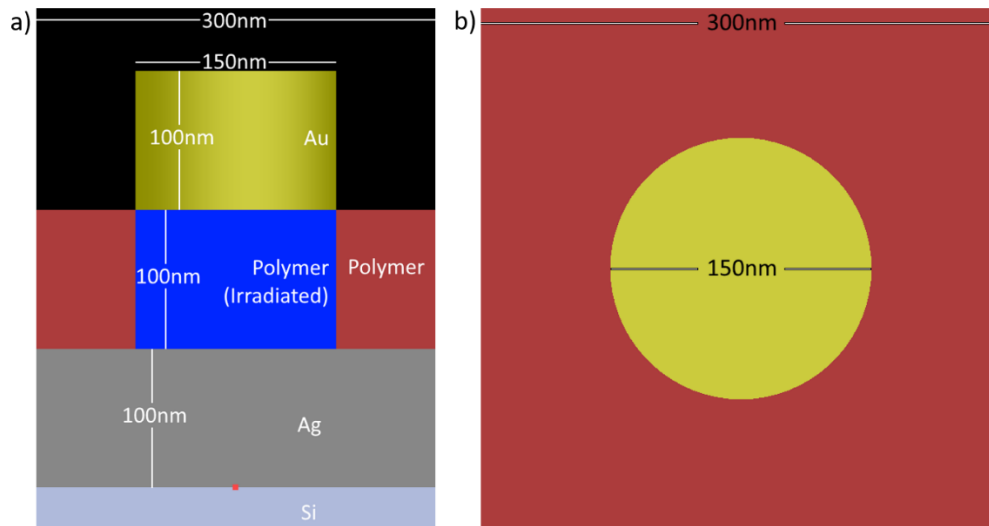 a)
300nm
150nm
100nm
Au
100nm
Polymer
(Irradiated)
Polymer
100nm
Ag
Si
b)
300nm
150nm